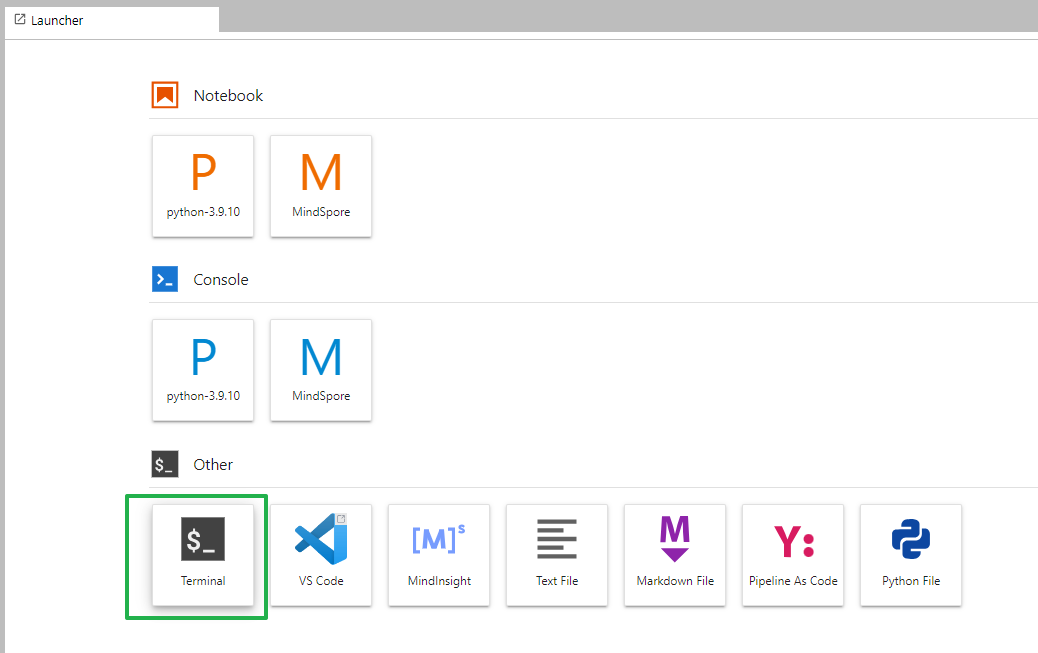 Launcher
Notebook
P
M
python-3.9.10
MindSpore
Console
P
M
python-3.9.10
MindSpore
$_
Other
$_
[M]s
M
Y:
Terminal
VS Code
MindInsight
Text File
Markdown File
Pipeline As Code
Python File